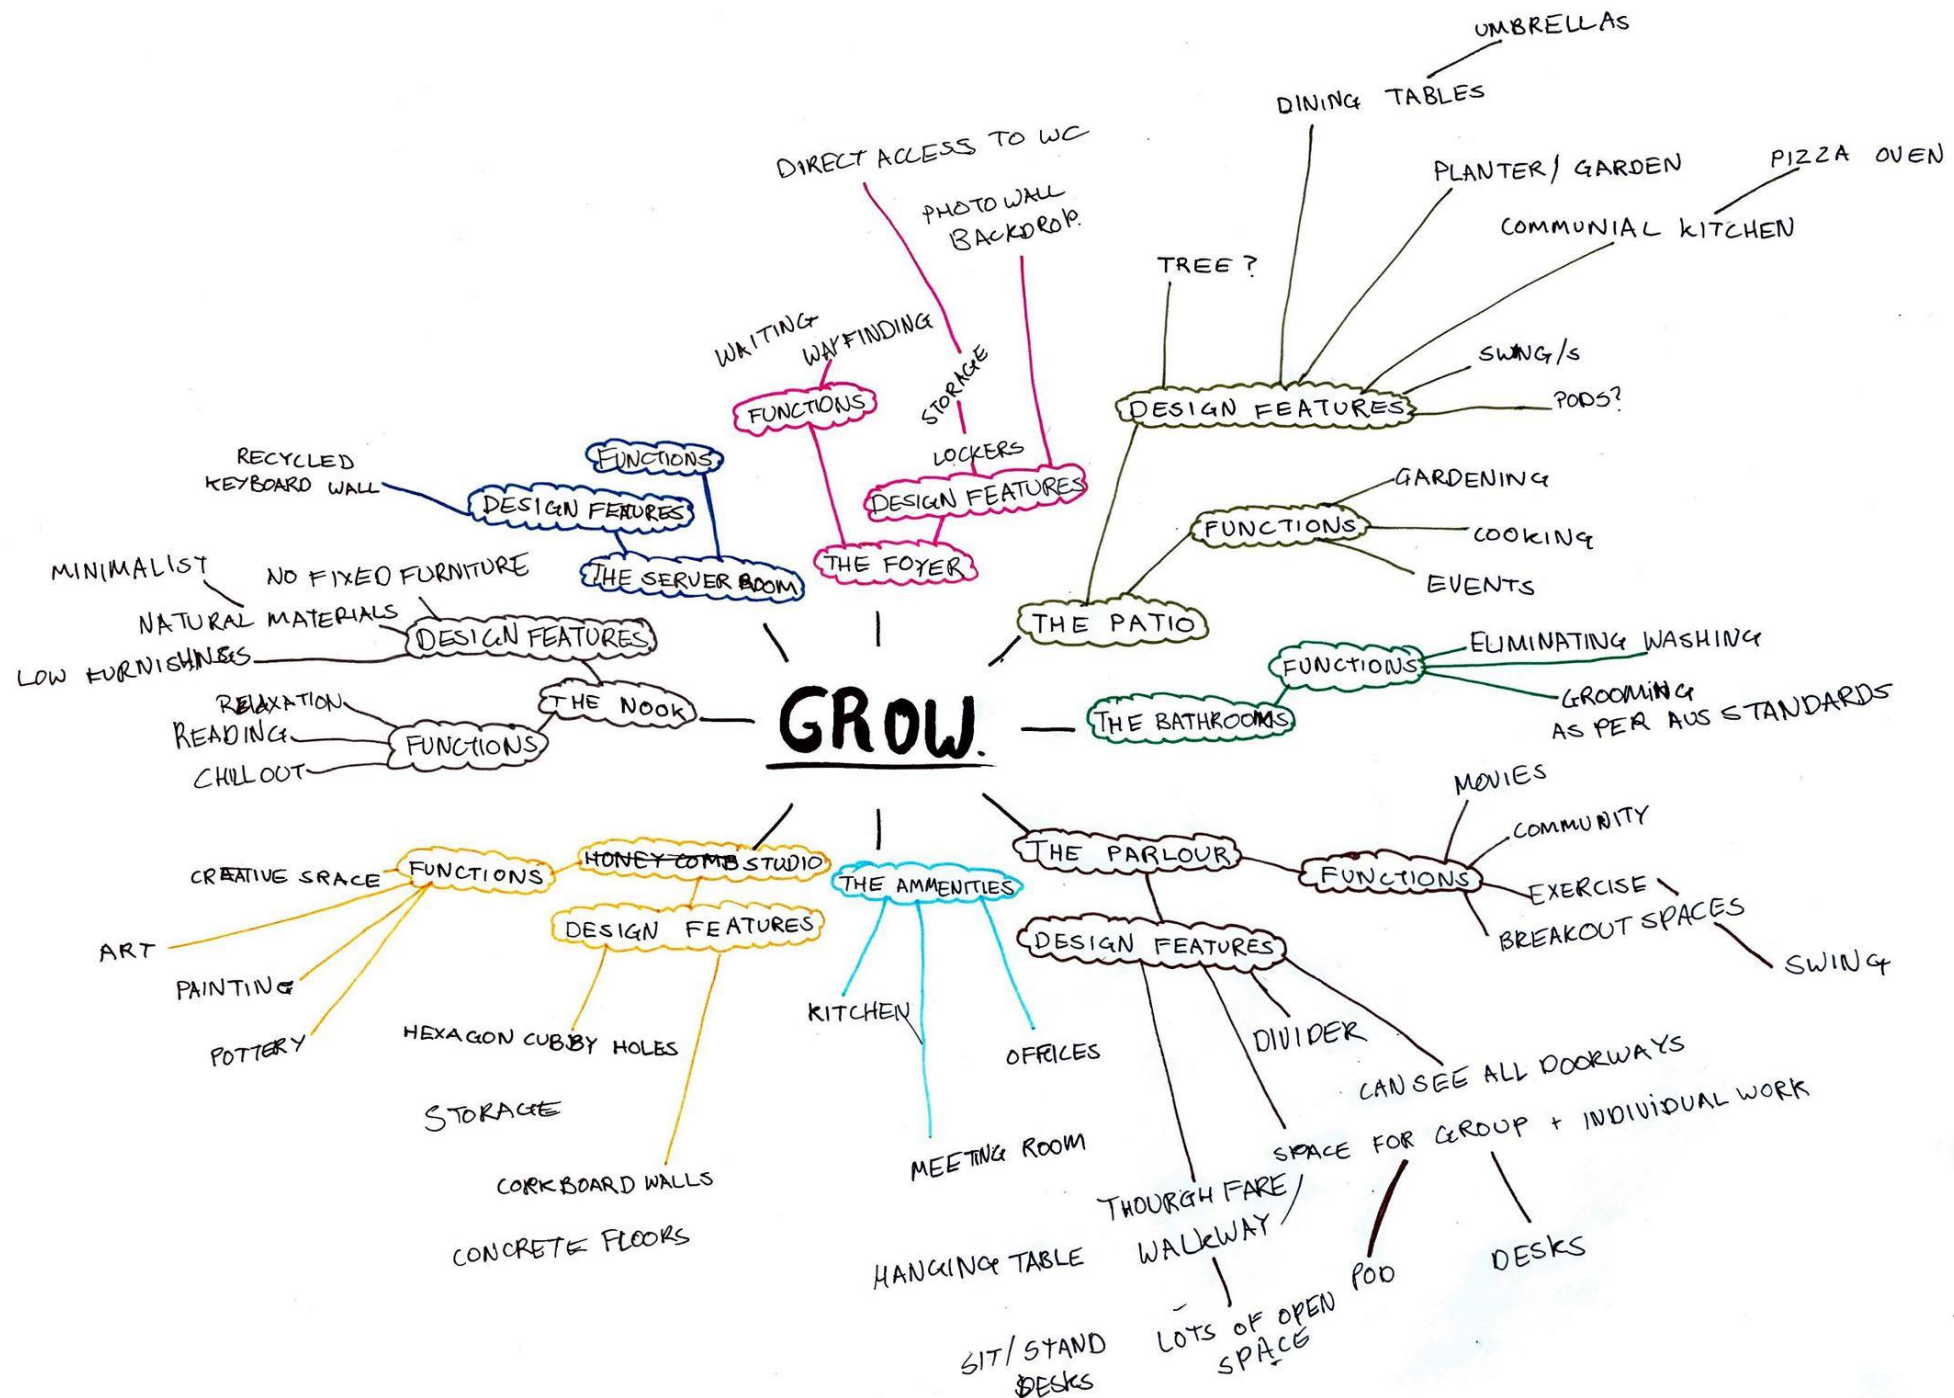 UMBRELLAS
DINING TABLES
DIRECT ACCESS TO WC
PLANTER/ GARDEN
PIZZA OVEN
PHOTO WALL
BACKDROP.
COMMUNIAL KITCHEN
TREE ?
WAITING
WAYFINDING
STORAGE
SWING/S
FUNCTIONS
DESIGN FEATURES
PODS?
LOCKERS
DESIGN FEATURES
THE FOYER
RECYCLED
KEYBOARD WALL
FUNCTIONS
DESIGN FEATURES
THE SERVER ROOM
GARDENING
FUNCTIONS
COOKING
EVENTS
THE PATIO
MINIMALIST
NO FIXED FURNITURE
NATURAL MATERIALS
DESIGN FEATURES
LOW FURNISHINGS
THE NOOK
RELAXATION
READING
FUNCTIONS
CHILL OUT
GROW.
ELIMINATING WASHING
FUNCTIONS
GROOMING
AS PER AUS STANDARDS
THE BATHROOMS
HONEY COMB STUDIO
CREATIVE SPACE
FUNCTIONS
DESIGN FEATURES
ART
PAINTING
POTTERY
HEXAGON CUBBY HOLES
STORAGE
CORKBOARD WALLS
CONCRETE FLOORS
THE AMMENITIES
KITCHEN
OFFICES
MEETING ROOM
THE PARLOUR
MOVIES
COMMUNITY
FUNCTIONS
EXERCISE
BREAKOUT SPACES
SWING
DESIGN FEATURES
DIVIDER
CAN SEE ALL DOORWAYS
SPACE FOR GROUP + INDIVIDUAL WORK
THOURGH FARE
WALKWAY
POD
DESKS
HANGING TABLE
LOTS OF OPEN
SPACE
SIT/ STAND
DESKS